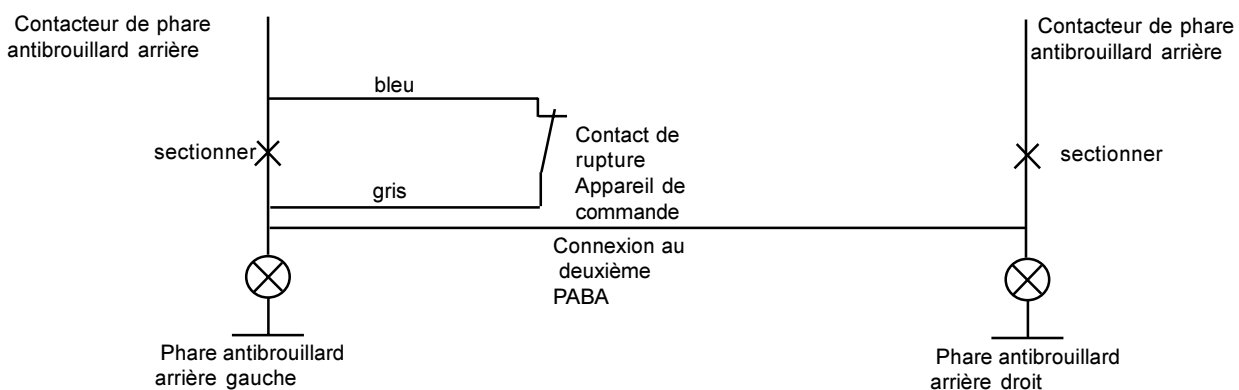 Contacteur de phare
antibrouillard arrière
Contacteur de phare
antibrouillard arrière
bleu
sectionner
Contact de
rupture
Appareil de
commande
sectionner
gris
Connexion au
deuxième
PABA
Phare antibrouillard
arrière gauche
Phare antibrouillard
arrière droit